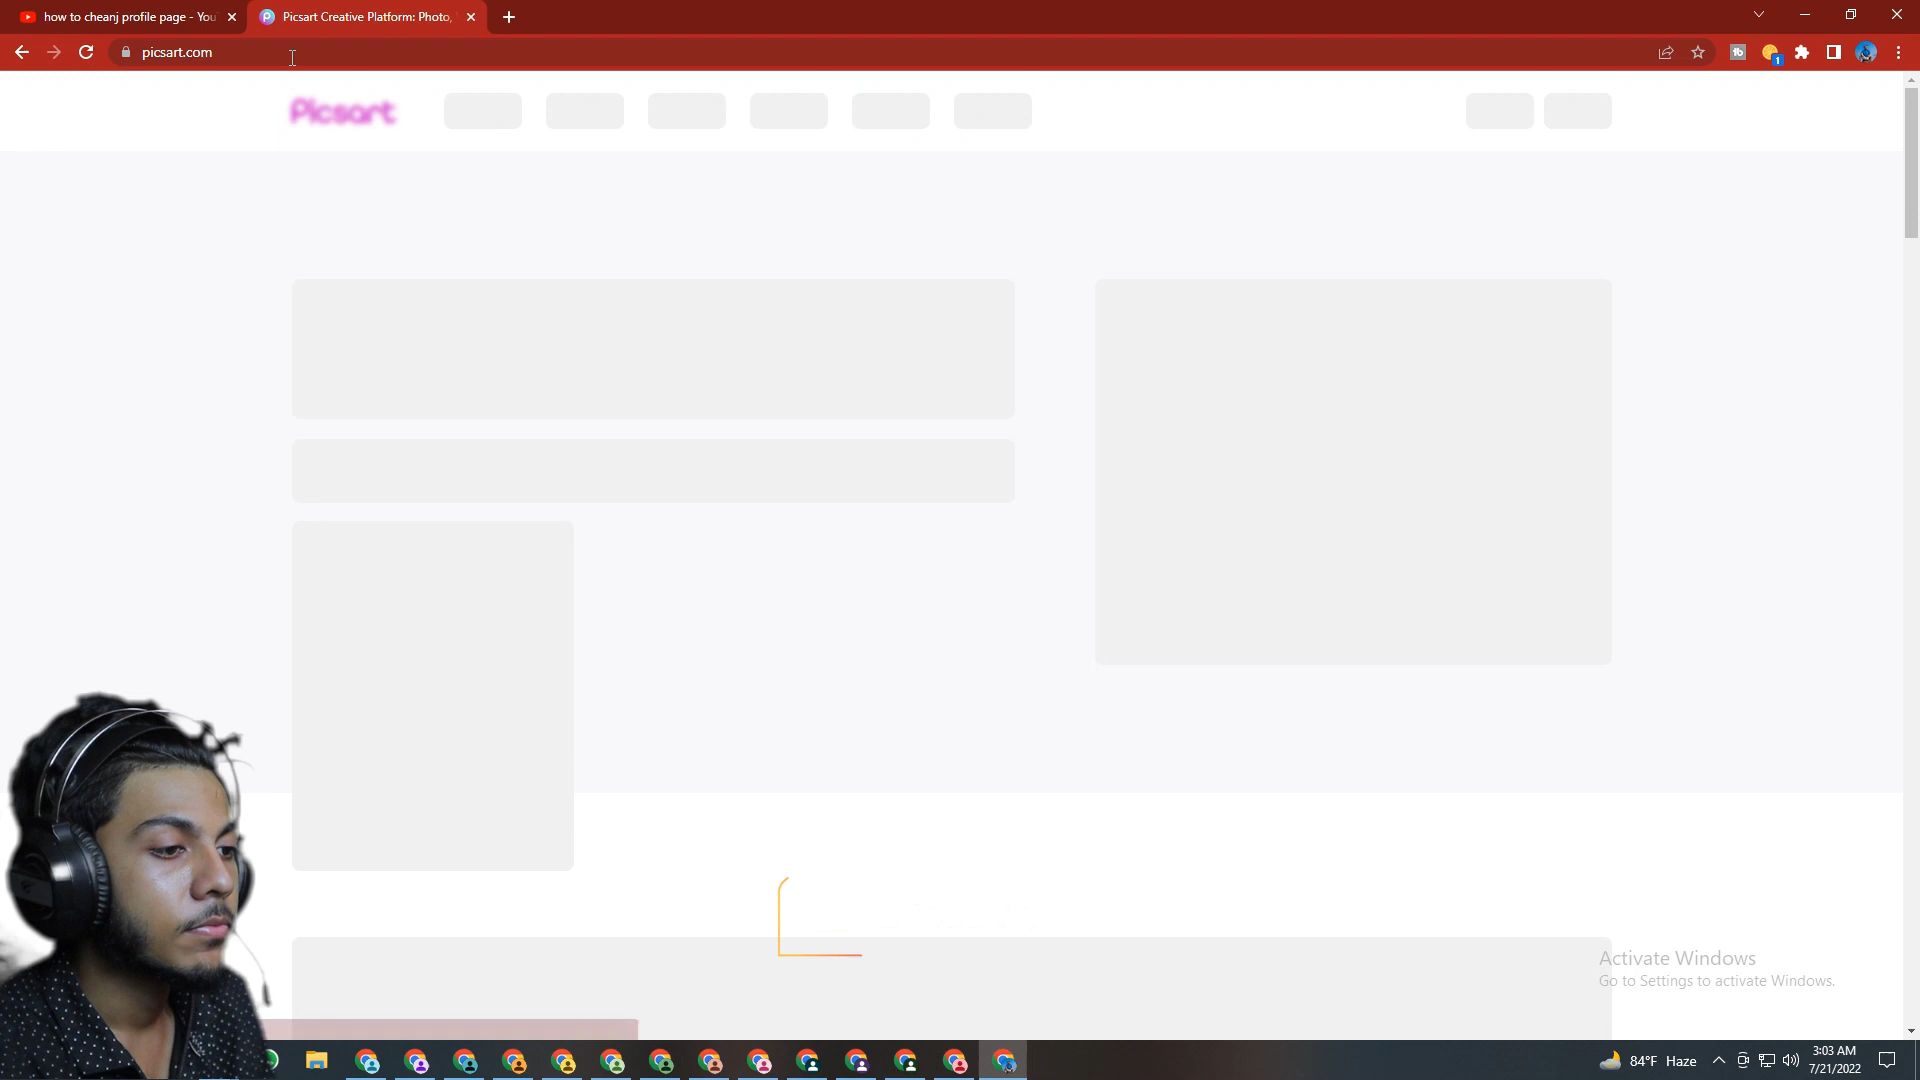 how to cheanj profile page - You
Picsart Creative Platform: Photo,
picsart.com
1
Picsart
Activate Windows
Go to Settings to activate Windows.
84°F Haze
3:03 AM
7/21/2022